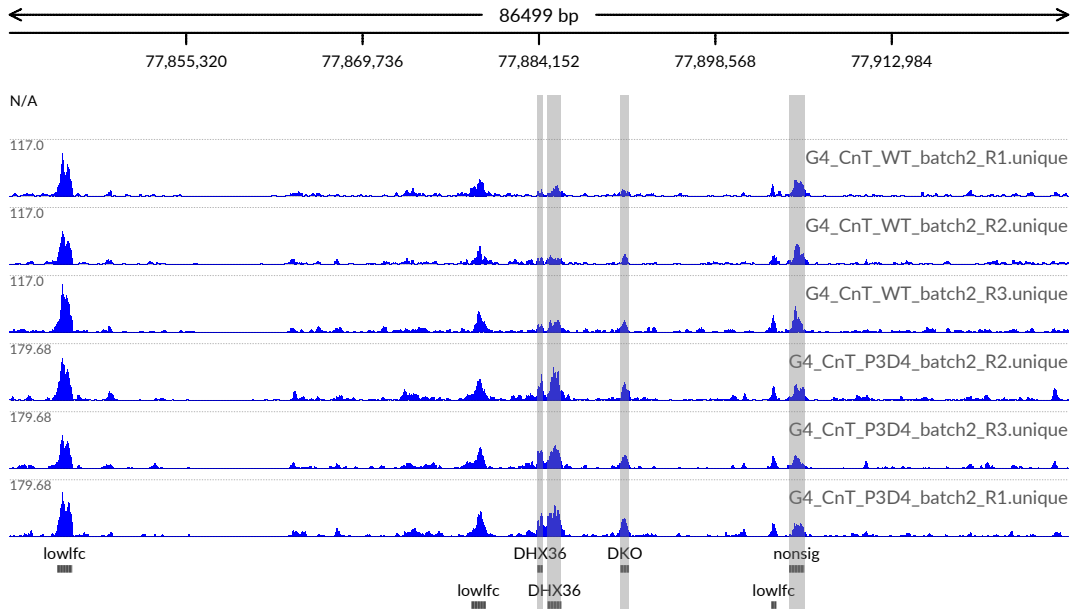 86499 bp
77,855,320 77,869,736 77,884,152 77,898,568 77,912,984
N/A
117.0
G4_CnT_WT_batch2_R1.unique
117.0
G4_CnT_WT_batch2_R2.unique
117.0
G4_CnT_WT_batch2_R3.unique
179.68
G4_CnT_P3D4_batch2_R2.unique
179.68
G4_CnT_P3D4_batch2_R3.unique
179.68
G4_CnT_P3D4_batch2_R1.unique
lowlfc DHX36 DKO nonsig
lowlfc DHX36 lowlfc